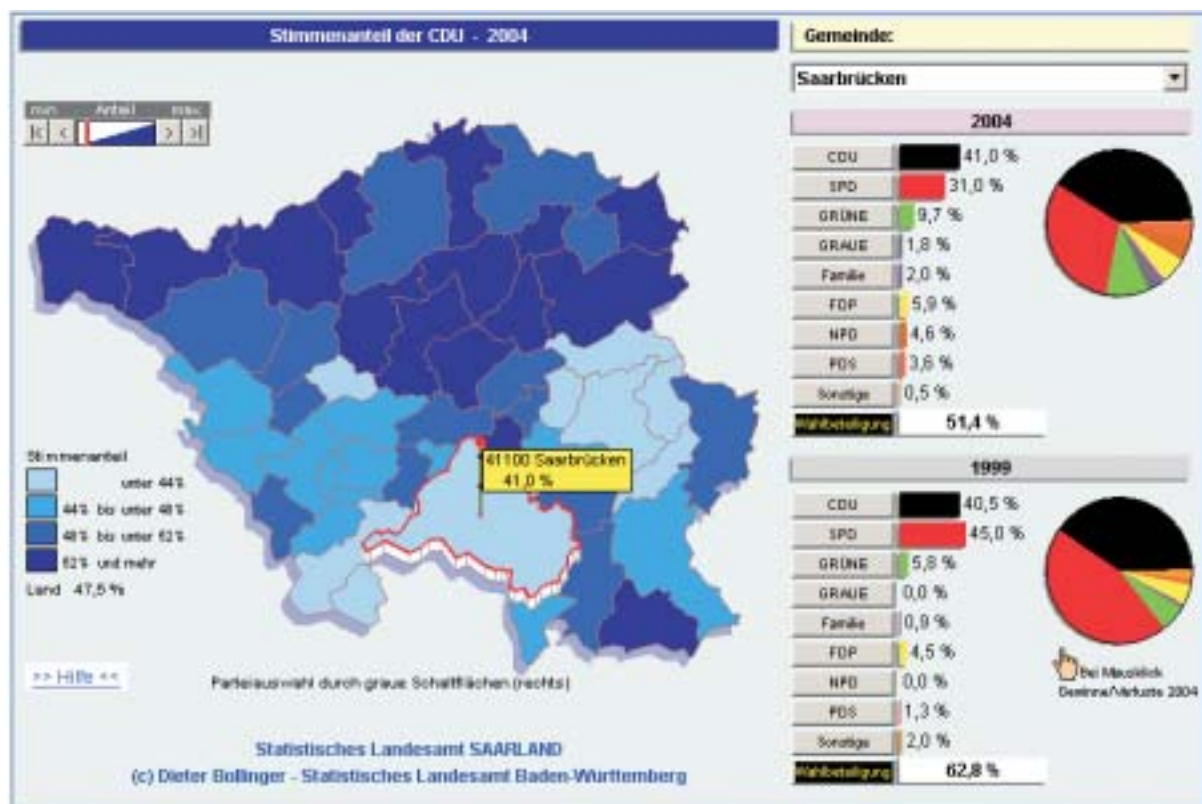 Stimmenanteil der CDU - 2004
min Anteil max
Stimmenanteil
unter 44%
44% bis unter 48%
48% bis unter 52%
52% und mehr
Land 47,5 %
41100 Saarbrücken
41,0 %
>> Hilfe <<
Parteiauswahl durch graue Schaltflächen (rechts)
Statistisches Landesamt SAARLAND
(c) Dieter Bollinger - Statistisches Landesamt Baden-Württemberg
Gemeinde:
Saarbrücken
2004
CDU 41,0 %
SPD 31,0 %
GRÜNE 9,7 %
GRAUE 1,8 %
Familie 2,0 %
FDP 5,9 %
NPD 4,6 %
PDS 3,6 %
Sonstige 0,5 %
Wahlbeteiligung 51,4 %
1999
CDU 40,5 %
SPD 45,0 %
GRÜNE 5,8 %
GRAUE 0,0 %
Familie 0,9 %
FDP 4,5 %
NPD 0,0 %
PDS 1,3 %
Sonstige 2,0 %
Wahlbeteiligung 62,8 %
Bei Mausklick
Gewinne/Verluste 2004